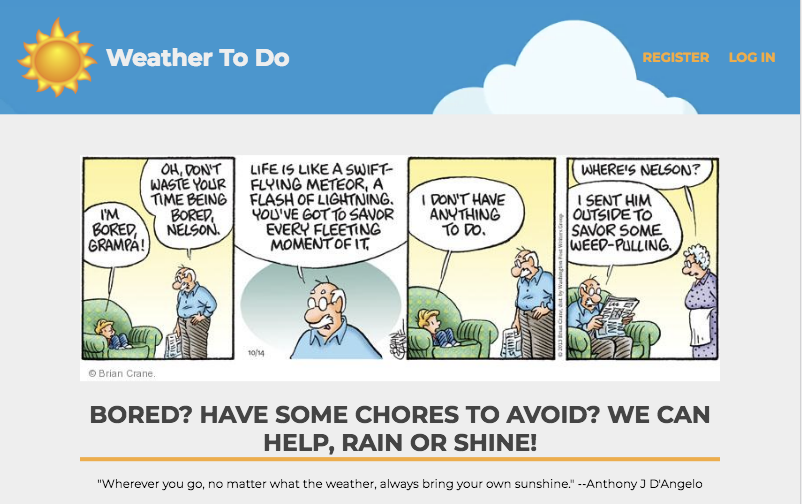 Weather To Do
REGISTER
LOG IN
I'M
BORED,
GRAMPA!
OH, DON'T
WASTE YOUR
TIME BEING
BORED,
NELSON.
LIFE IS LIKE A SWIFT-
FLYING METEOR, A
FLASH OF LIGHTNING.
YOU'VE GOT TO SAVOR
EVERY FLEETING
MOMENT OF IT.
10/14
I DON'T HAVE
ANYTHING
TO DO.
WHERE'S NELSON?
I SENT HIM
OUTSIDE TO
SAVOR SOME
WEED-PULLING.
© Brian Crane.
BORED? HAVE SOME CHORES TO AVOID? WE CAN
HELP, RAIN OR SHINE!
"Wherever you go, no matter what the weather, always bring your own sunshine." --Anthony J D'Angelo